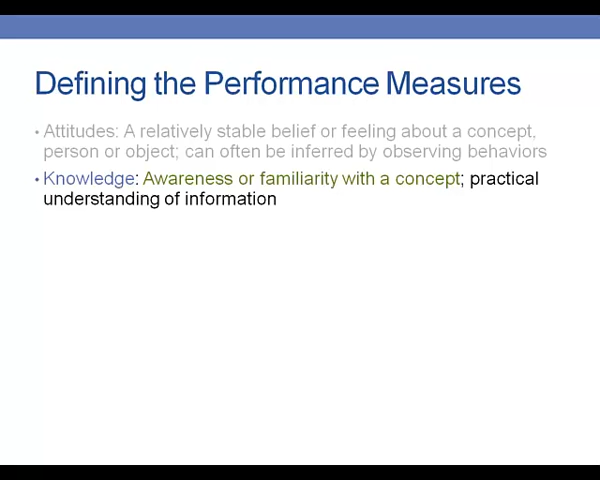 Defining the Performance Measures
• Attitudes: A relatively stable belief or feeling about a concept,
person or object; can often be inferred by observing behaviors
• Knowledge: Awareness or familiarity with a concept; practical
understanding of information